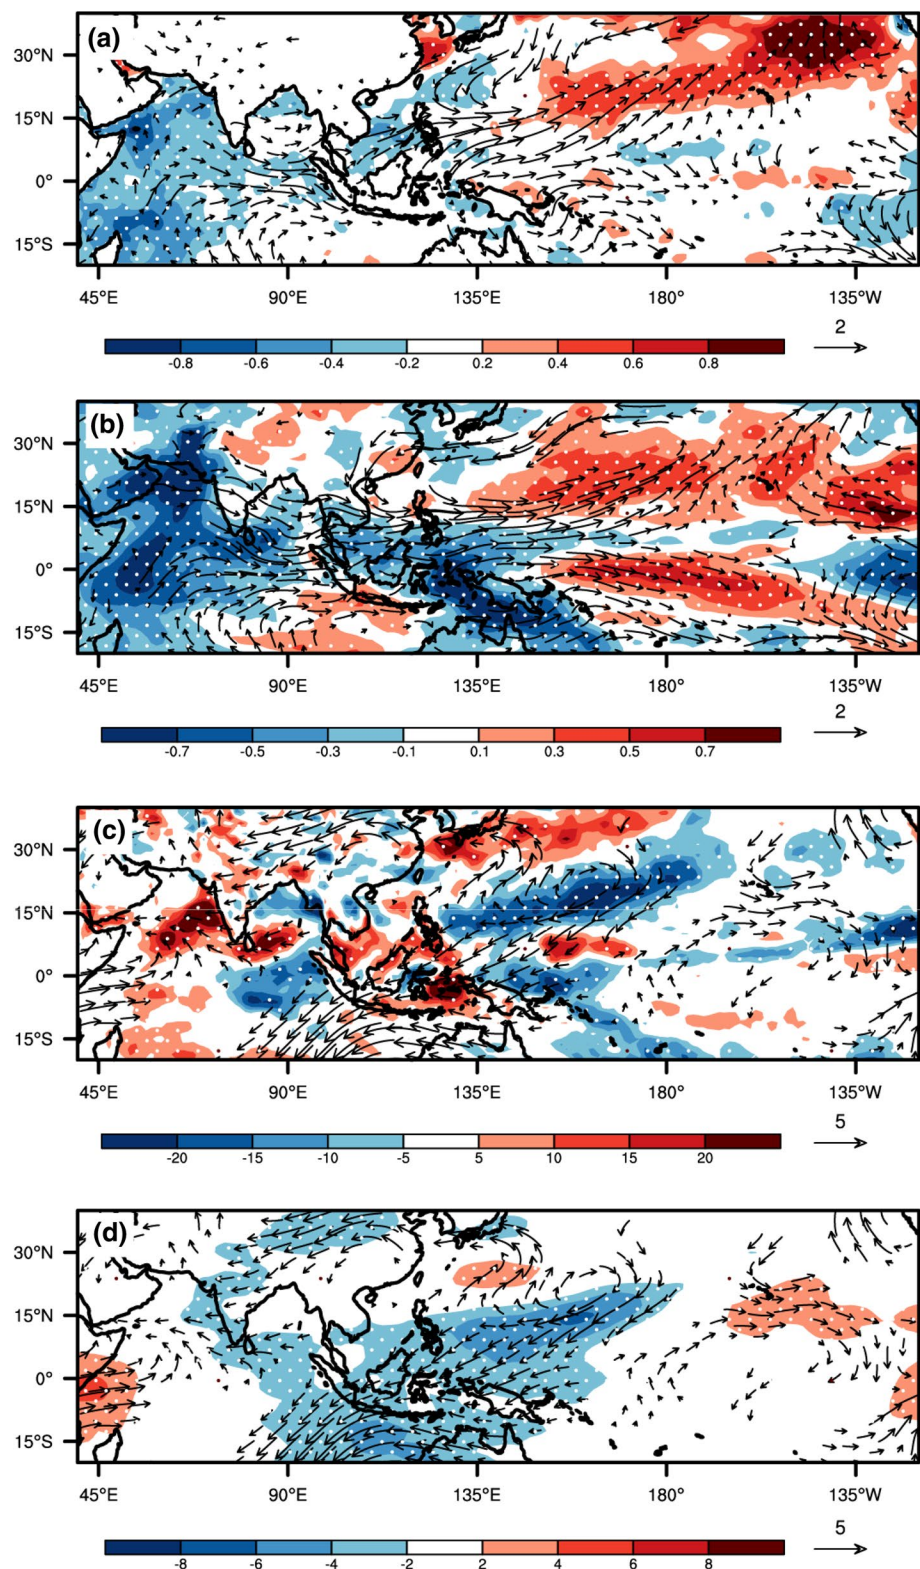 (a)
30°N
15°N
0°
15°S
45°E 90°E 135°E 180° 135°W
2
-0.8 -0.6 -0.4 -0.2 0.2 0.4 0.6 0.8
(b)
30°N
15°N
0°
15°S
45°E 90°E 135°E 180° 135°W
2
-0.7 -0.5 -0.3 -0.1 0.1 0.3 0.5 0.7
(c)
30°N
15°N
0°
15°S
45°E 90°E 135°E 180° 135°W
5
-20 -15 -10 -5 5 10 15 20
(d)
30°N
15°N
0°
15°S
45°E 90°E 135°E 180° 135°W
5
-8 -6 -4 -2 2 4 6 8